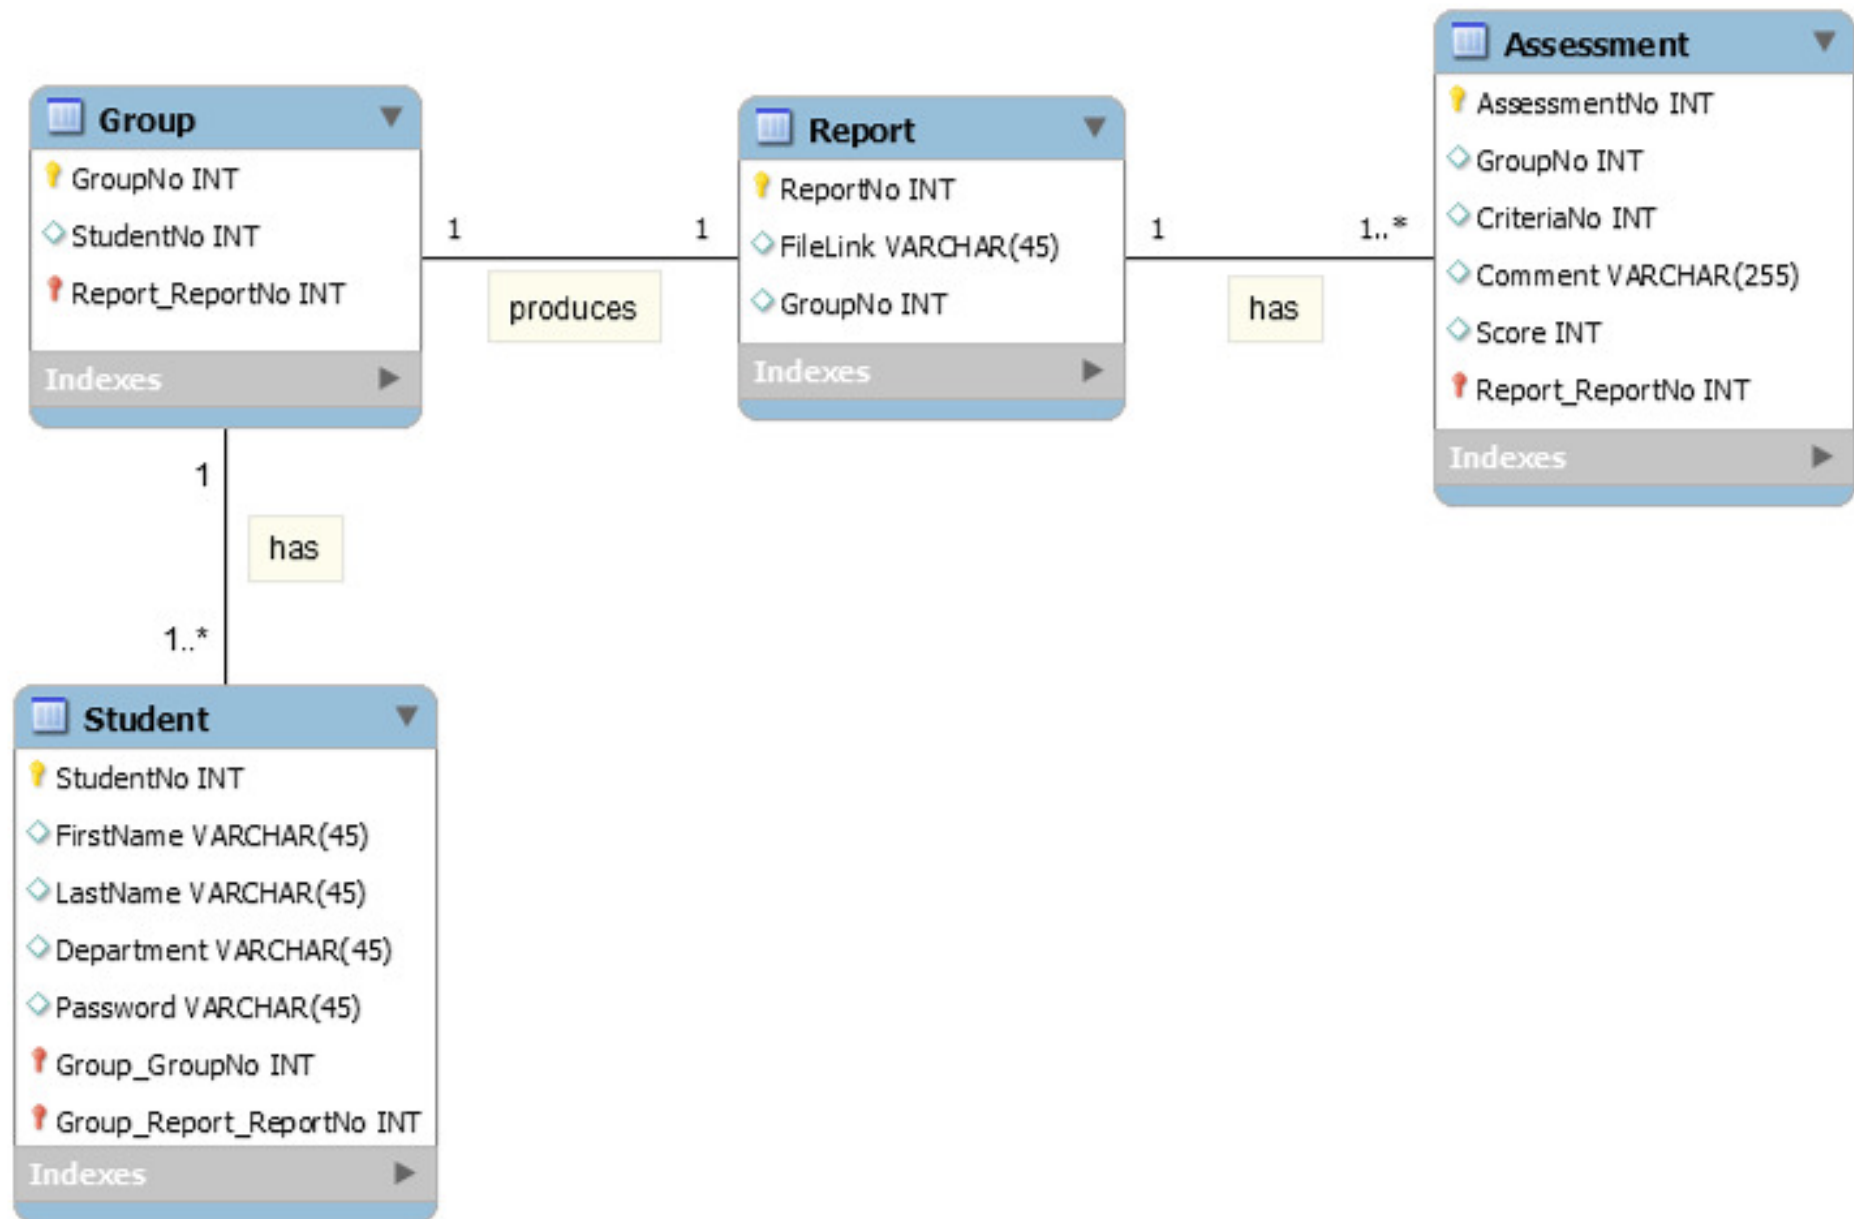 Group
GroupNo INT
StudentNo INT
Report_ReportNo INT
Indexes
1
1
produces
Report
ReportNo INT
FileLink VARCHAR(45)
GroupNo INT
Indexes
1
1..*
has
Assessment
AssessmentNo INT
GroupNo INT
CriteriaNo INT
Comment VARCHAR(255)
Score INT
Report_ReportNo INT
Indexes
1
has
1..*
Student
StudentNo INT
FirstName VARCHAR(45)
LastName VARCHAR(45)
Department VARCHAR(45)
Password VARCHAR(45)
Group_GroupNo INT
Group_Report_ReportNo INT
Indexes